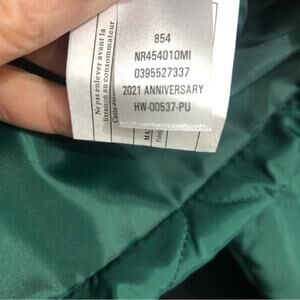 854
NR454010MI
0395527337
2021 ANNIVERSARY
HW-00537-PU
Ne pas enlever avant la
livraison au consommateur